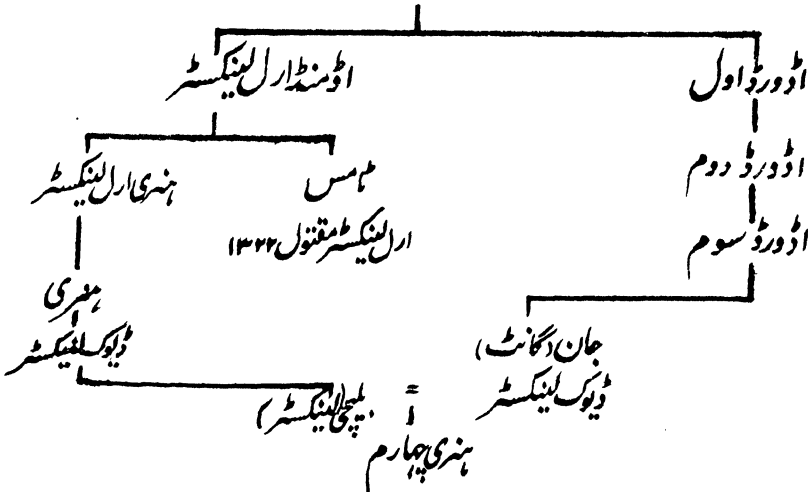 اڈورڈ اول
اڈمنڈ ارل لینکسٹر
اڈورڈ دوم
ٹامس
ہنری ارل لینکسٹر
اڈورڈ سوم
ارل لینکسٹر مقتول ۱۳۲۲
ہنری
ڈیوک لینکسٹر
جان (گانٹ)
ڈیوک لینکسٹر
=
بلیچی (لینکسٹر)
ہنری چہارم